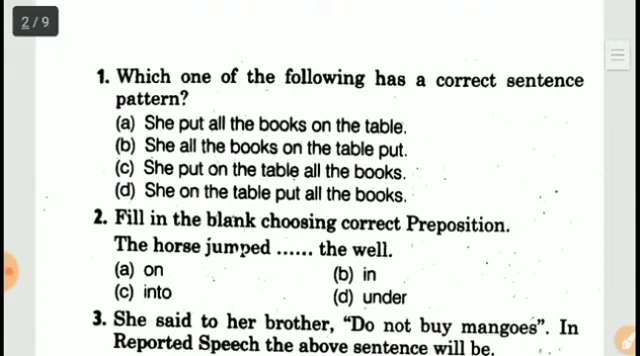 2/9
1. Which one of the following has a correct sentence
pattern?
(a) She put all the books on the table.
(b) She all the books on the table put.
(c) She put on the table all the books.
(d) She on the table put all the books.
2. Fill in the blank choosing correct Preposition.
The horse jumped ...... the well.
(a) on (b) in
(c) into (d) under
3. She said to her brother, “Do not buy mangoes”. In
Reported Speech the above sentence will be.